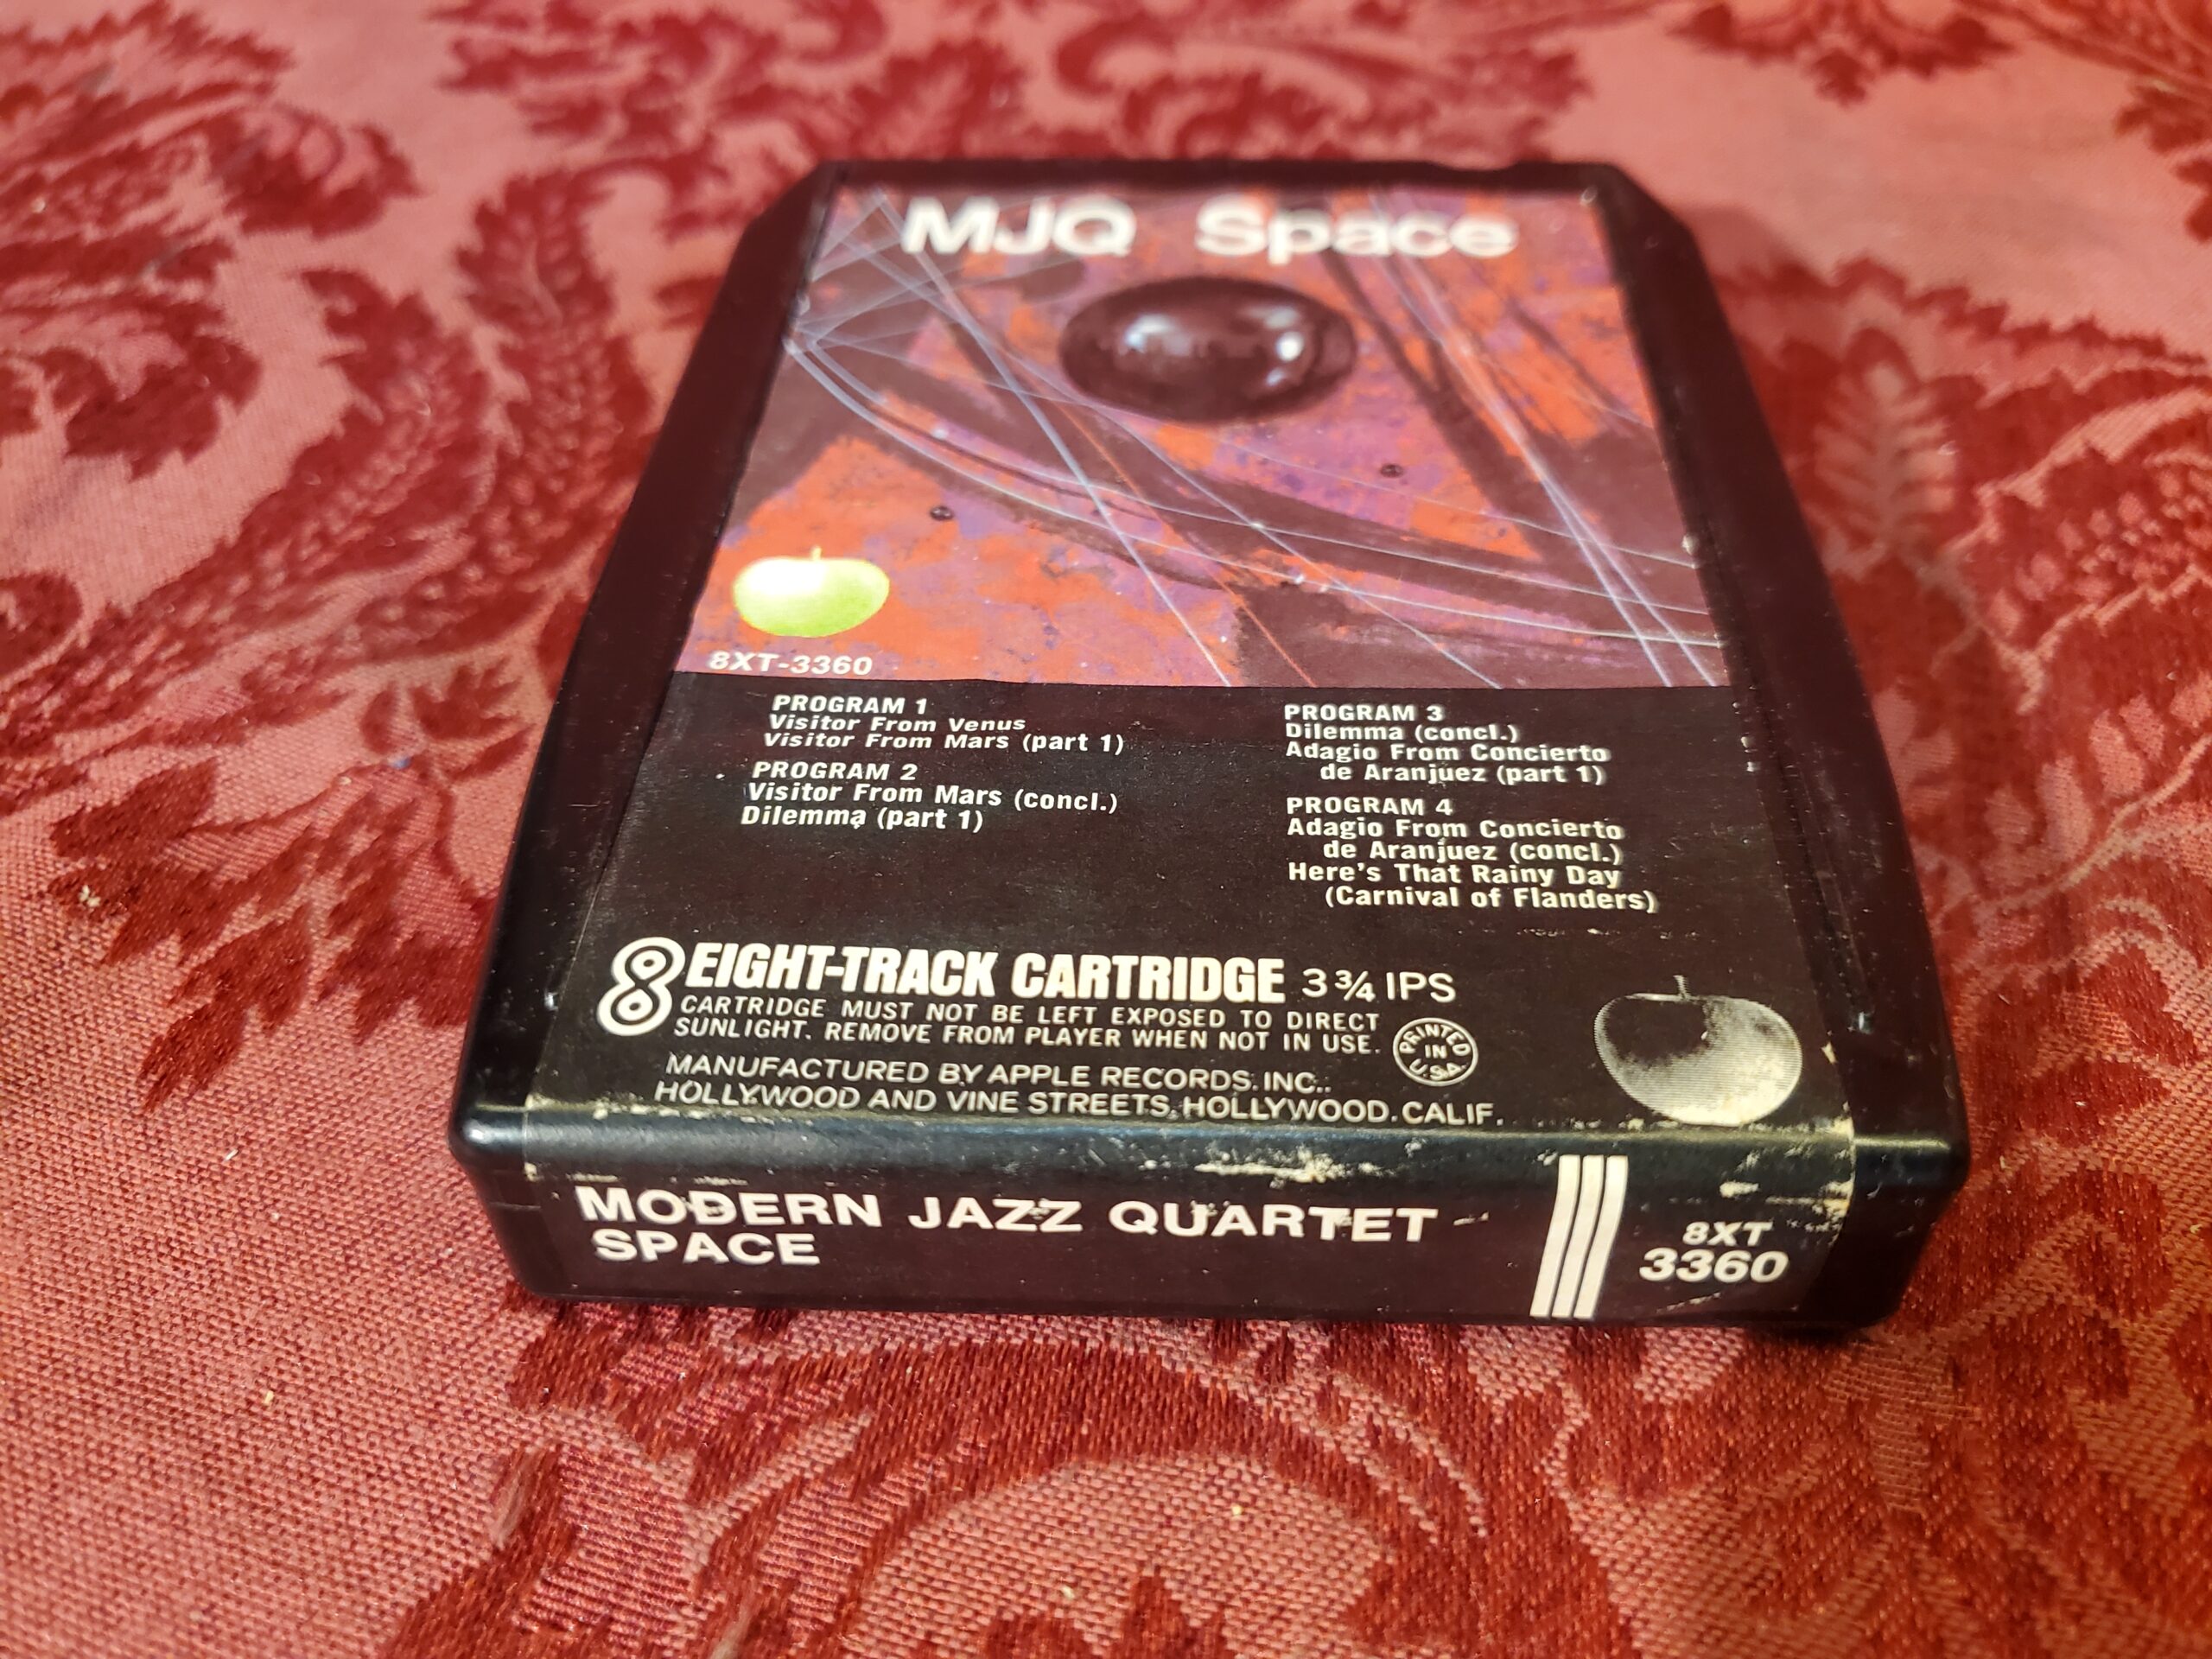 MJQ Space
8XT-3360
PROGRAM 1
Visitor From Venus
Visitor From Mars (part 1)
PROGRAM 2
Visitor From Mars (concl.)
Dilemma (part 1)
PROGRAM 3
Dilemma (concl.)
Adagio From Concierto
de Aranjuez (part 1)
PROGRAM 4
Adagio From Concierto
de Aranjuez (concl.)
Here's That Rainy Day
(Carnival of Flanders)
8 EIGHT-TRACK CARTRIDGE 3 ¾ IPS
CARTRIDGE MUST NOT BE LEFT EXPOSED TO DIRECT
SUNLIGHT. REMOVE FROM PLAYER WHEN NOT IN USE.
PRINTED
IN
U.S.A.
MANUFACTURED BY APPLE RECORDS, INC.,
HOLLYWOOD AND VINE STREETS, HOLLYWOOD, CALIF.
MODERN JAZZ QUARTET
SPACE
8XT
3360